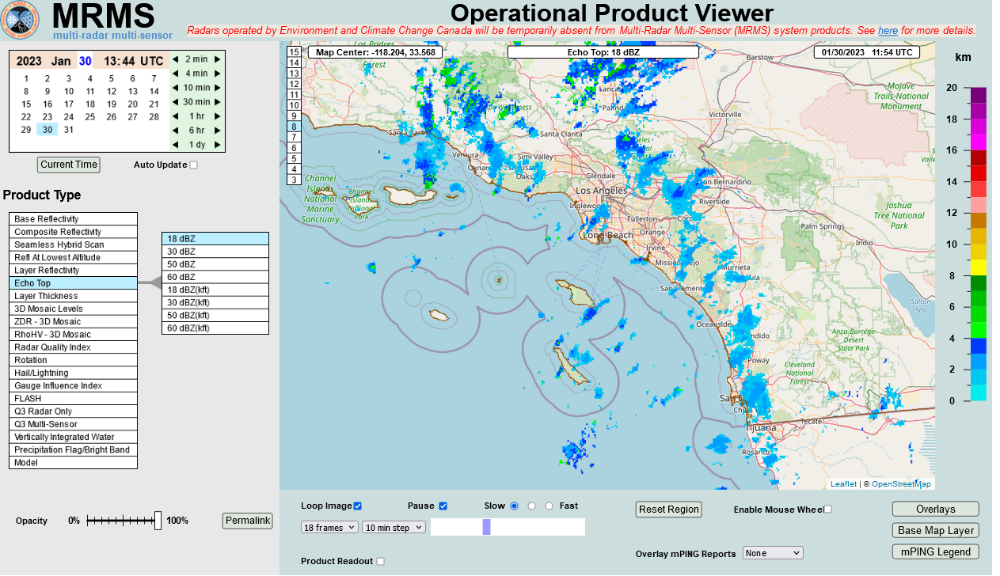 NSSL
MRMS
multi-radar multi-sensor
Operational Product Viewer
Radars operated by Environment and Climate Change Canada will be temporarily absent from Multi-Radar Multi-Sensor (MRMS) system products. See here for more details.
2023 Jan 30 13:44 UTC
1 2 3 4 5 6 7
8 9 10 11 12 13 14
15 16 17 18 19 20 21
22 23 24 25 26 27 28
29 30 31
2 min
4 min
10 min
30 min
1 hr
6 hr
1 dy
Current Time
Auto Update
Product Type
Base Reflectivity
Composite Reflectivity
Seamless Hybrid Scan
Refl At Lowest Altitude
Layer Reflectivity
Echo Top
Layer Thickness
3D Mosaic Levels
ZDR - 3D Mosaic
RhoHV - 3D Mosaic
Radar Quality Index
Rotation
Hail/Lightning
Gauge Influence Index
FLASH
Q3 Radar Only
Q3 Multi-Sensor
Vertically Integrated Water
Precipitation Flag/Bright Band
Model
18 dBZ
30 dBZ
50 dBZ
60 dBZ
18 dBZ(kft)
30 dBZ(kft)
50 dBZ(kft)
60 dBZ(kft)
Opacity 0% 100%
Permalink
15
14
13
12
11
10
9
8
7
6
5
4
3
Map Center: -118.204, 33.568
Echo Top: 18 dBZ
01/30/2023 11:54 UTC
Los Padres
Barstow
Mojave
Trails National
Monument
Victorville
Santa Clarita
Ventura
Simi Valley
Oaks
Glendale
Los Angeles
San Bernardino
Riverside
Fullerton
Long Beach
Orange
Irvine
Channel
Islands
National
Marine
Sanctuary
Channel
Islands
National
Park
Joshua
Tree National
Park
Palm Springs
Indio
Murrieta
San Clemente
Oceanside
Salton
Sea
Anza-Borrego
Desert
State Park
Poway
Cleveland
National
Forest
Tijuana
Tecate
Rosarito
Leaflet | © OpenStreetMap
km
20
18
16
14
12
10
8
6
4
2
0
Loop Image
Pause
Slow
Fast
18 frames
10 min step
Product Readout
Reset Region
Enable Mouse Wheel
Overlay mPING Reports
None
Overlays
Base Map Layer
mPING Legend